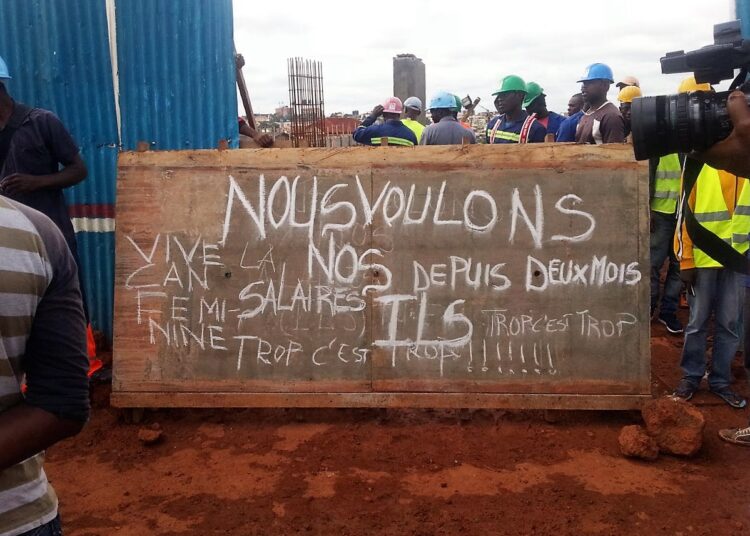 NOUS VOULONS
NOS DEPUIS DEUX MOIS
SALAIRES ILS TROP C'EST TROP
TROP C'EST TROP !!!!!!!
VIVE LA
CAN
FEMI-
NINE